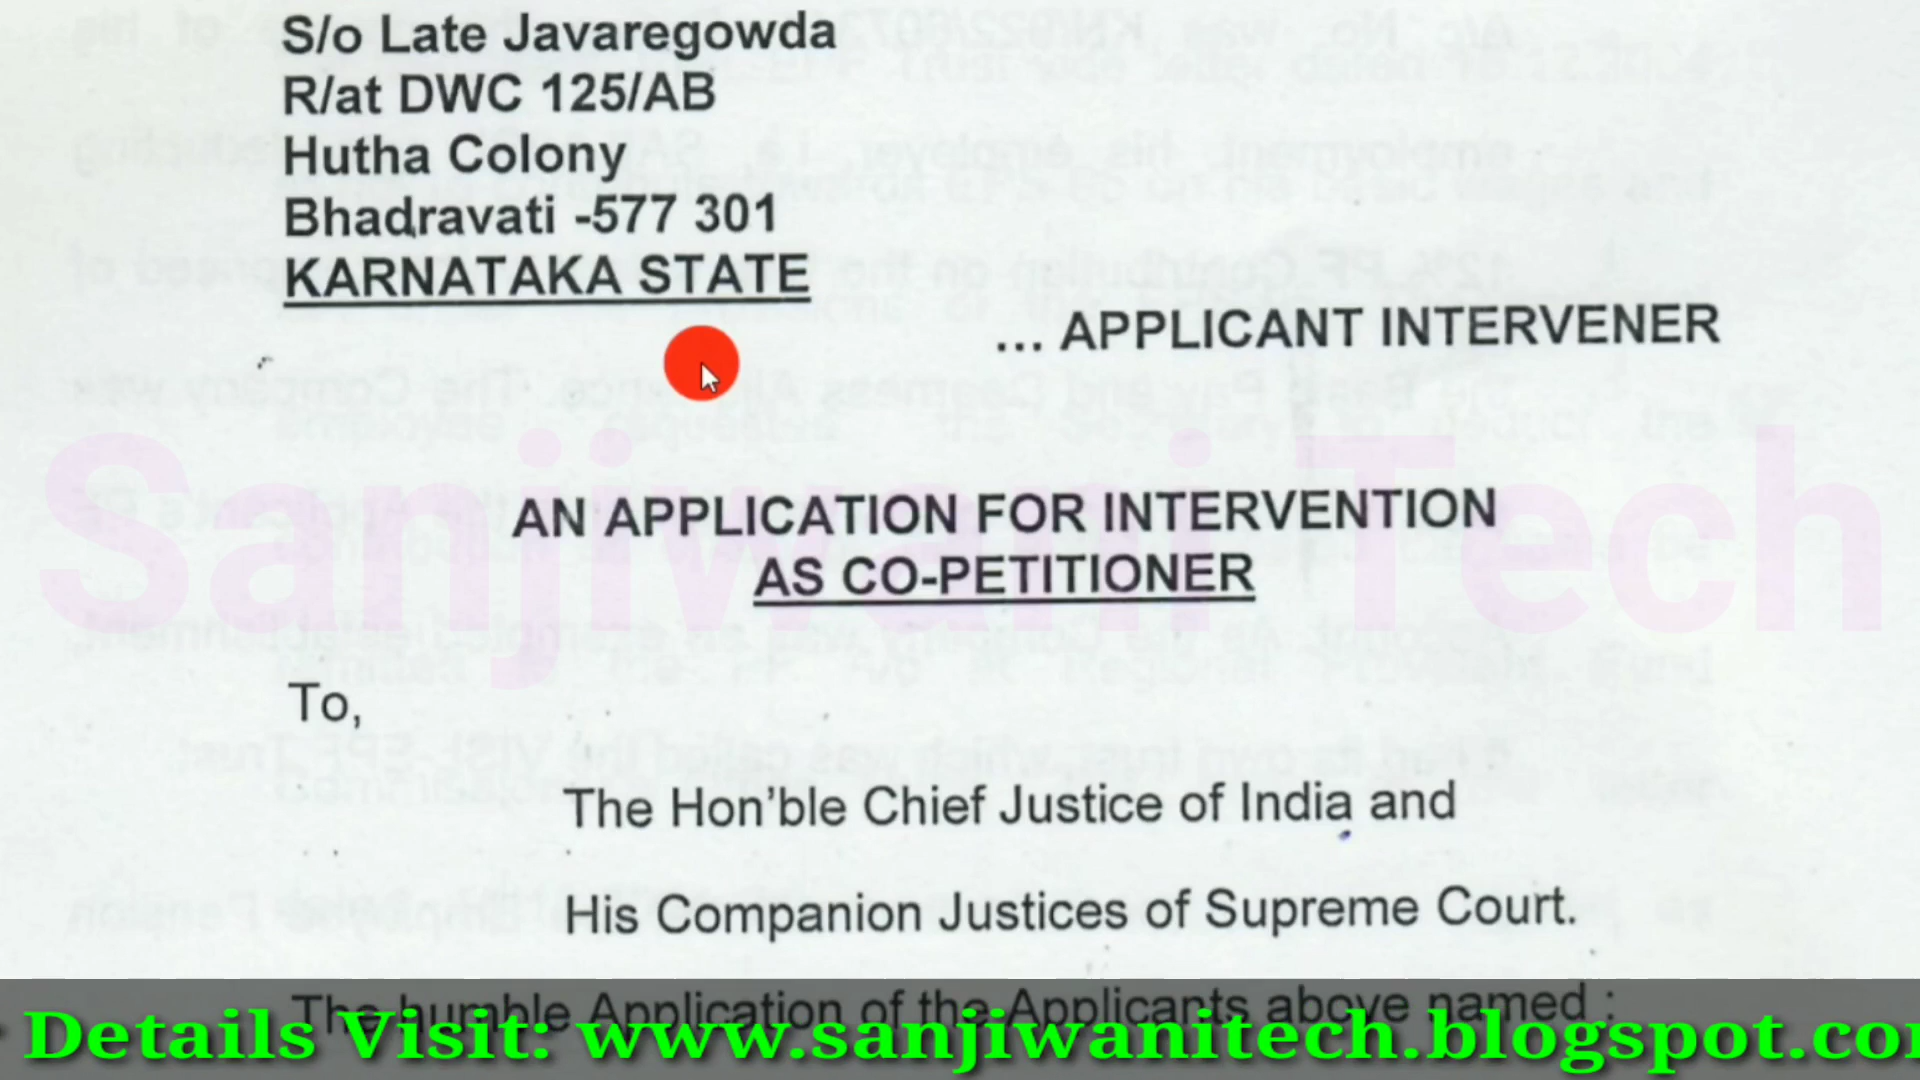 S/o Late Javaregowda
R/at DWC 125/AB
Hutha Colony
Bhadravati -577 301
KARNATAKA STATE
... APPLICANT INTERVENER
AN APPLICATION FOR INTERVENTION
AS CO-PETITIONER
Sanjiwani Tech
To,
The Hon'ble Chief Justice of India and
His Companion Justices of Supreme Court.
The humble Application of the Applicants above named :
Details Visit: www.sanjiwanitech.blogspot.co